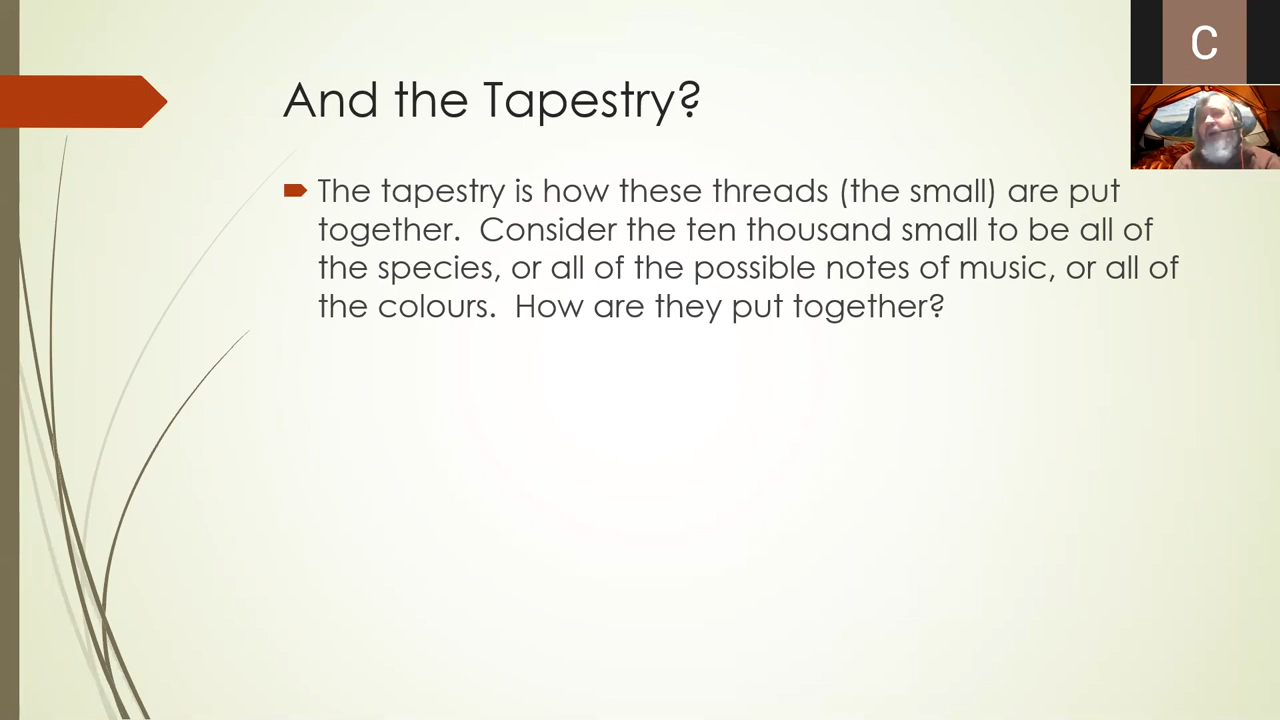 And the Tapestry?
C
The tapestry is how these threads (the small) are put
together.  Consider the ten thousand small to be all of
the species, or all of the possible notes of music, or all of
the colours.  How are they put together?